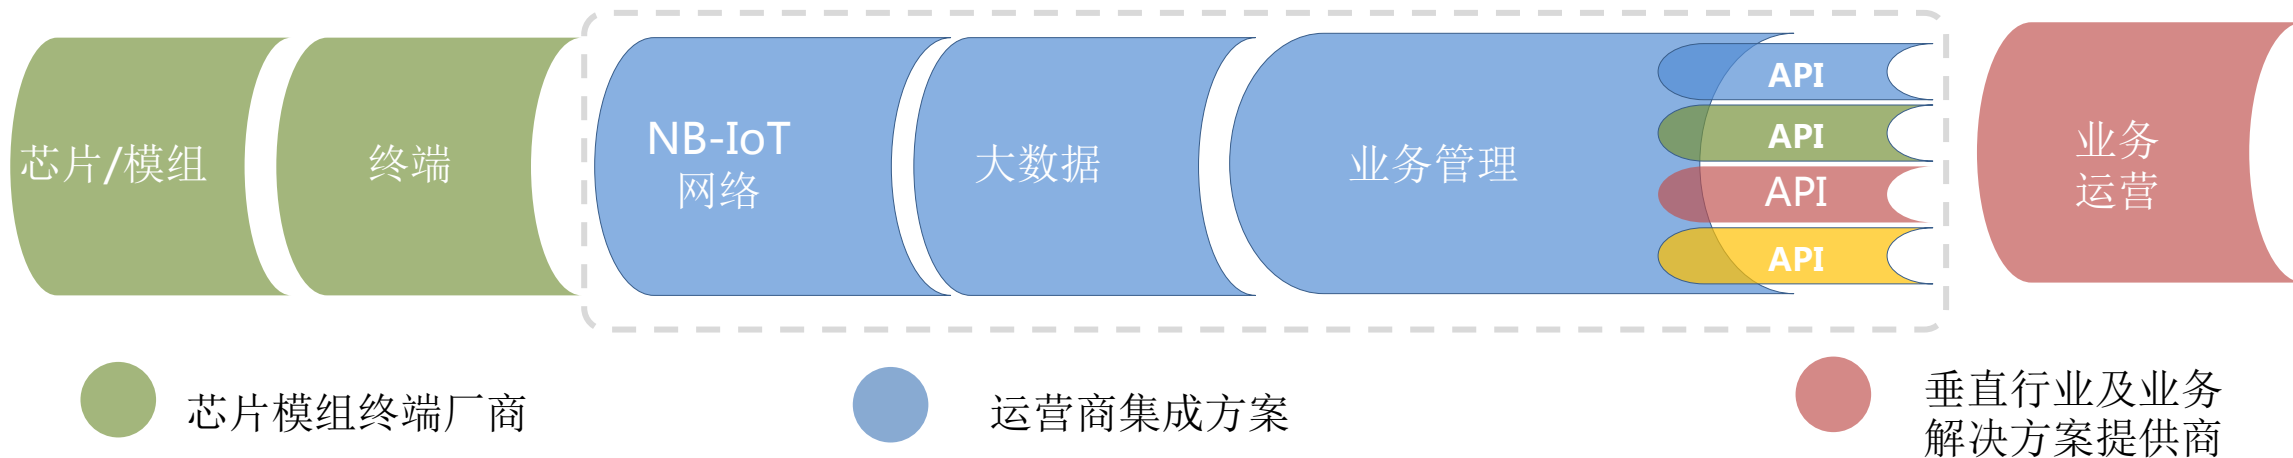 芯片/模组
终端
NB-IoT
网络
大数据
业务管理
API
API
API
API
业务
运营
芯片模组终端厂商
运营商集成方案
垂直行业及业务
解决方案提供商